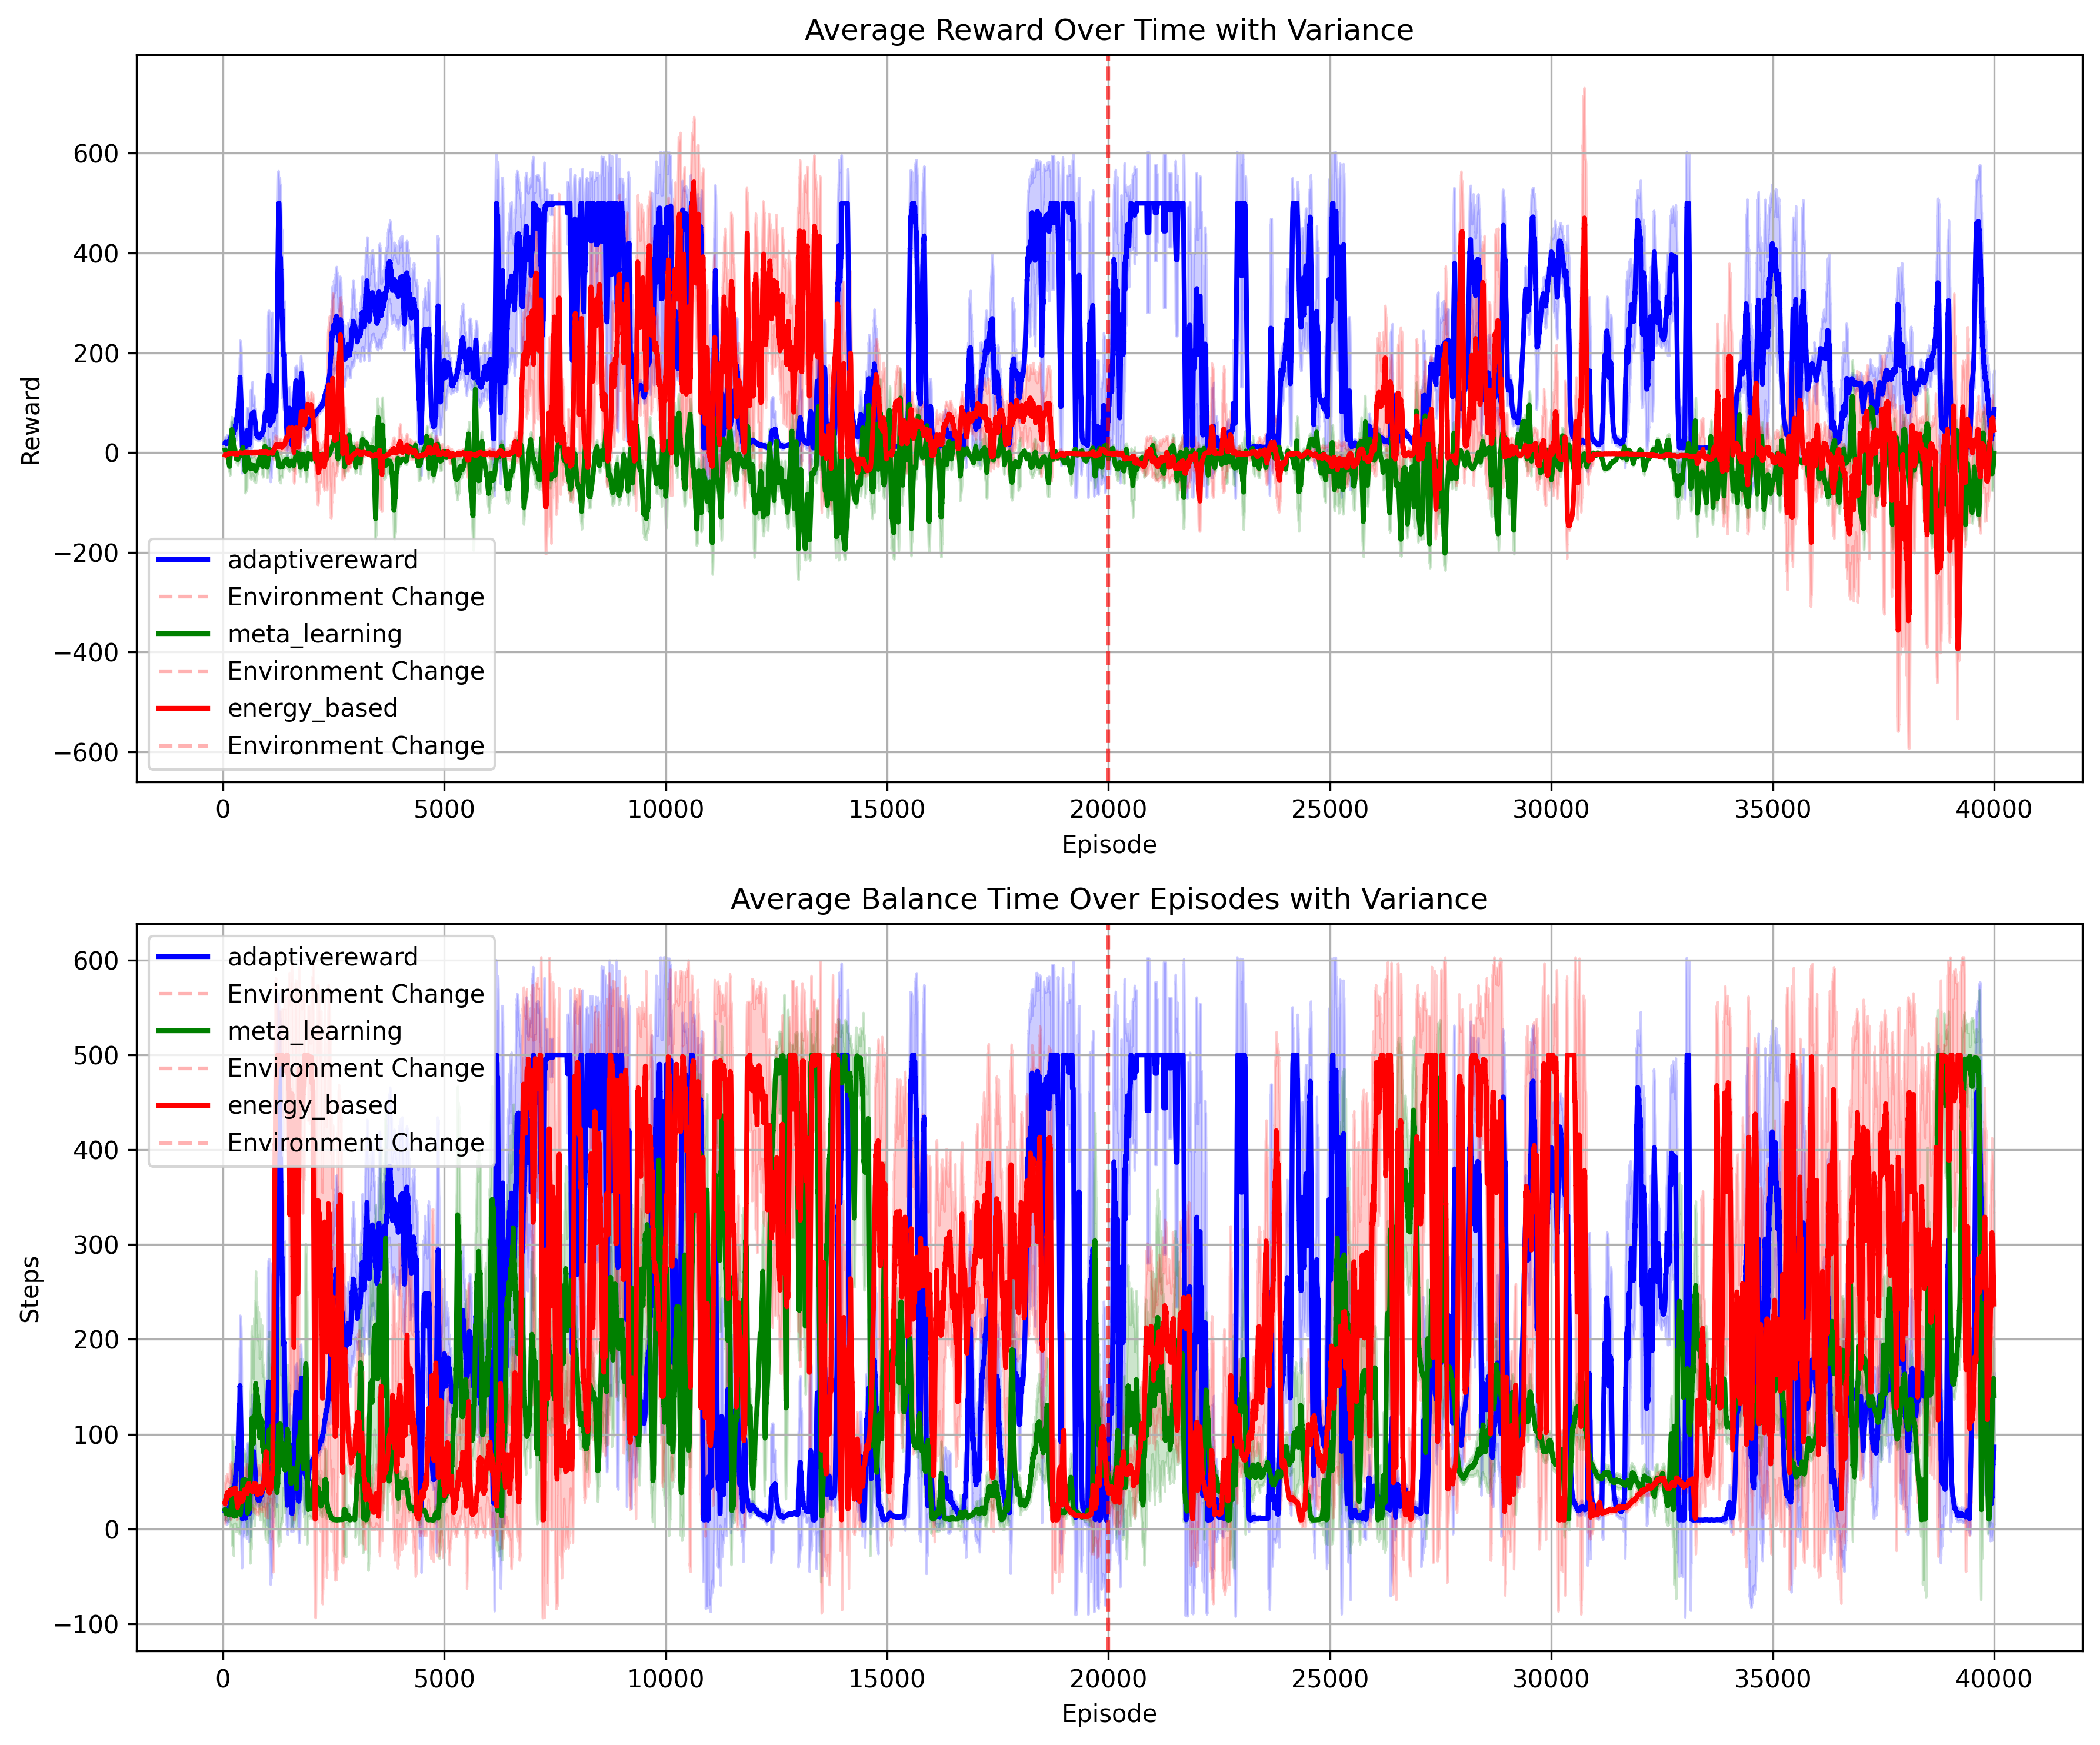 Average Reward Over Time with Variance
Reward
600
400
200
0
−200
−400
−600
adaptivereward
Environment Change
meta_learning
Environment Change
energy_based
Environment Change
0 5000 10000 15000 20000 25000 30000 35000 40000
Episode
Average Balance Time Over Episodes with Variance
Steps
600
500
400
300
200
100
0
−100
adaptivereward
Environment Change
meta_learning
Environment Change
energy_based
Environment Change
0 5000 10000 15000 20000 25000 30000 35000 40000
Episode